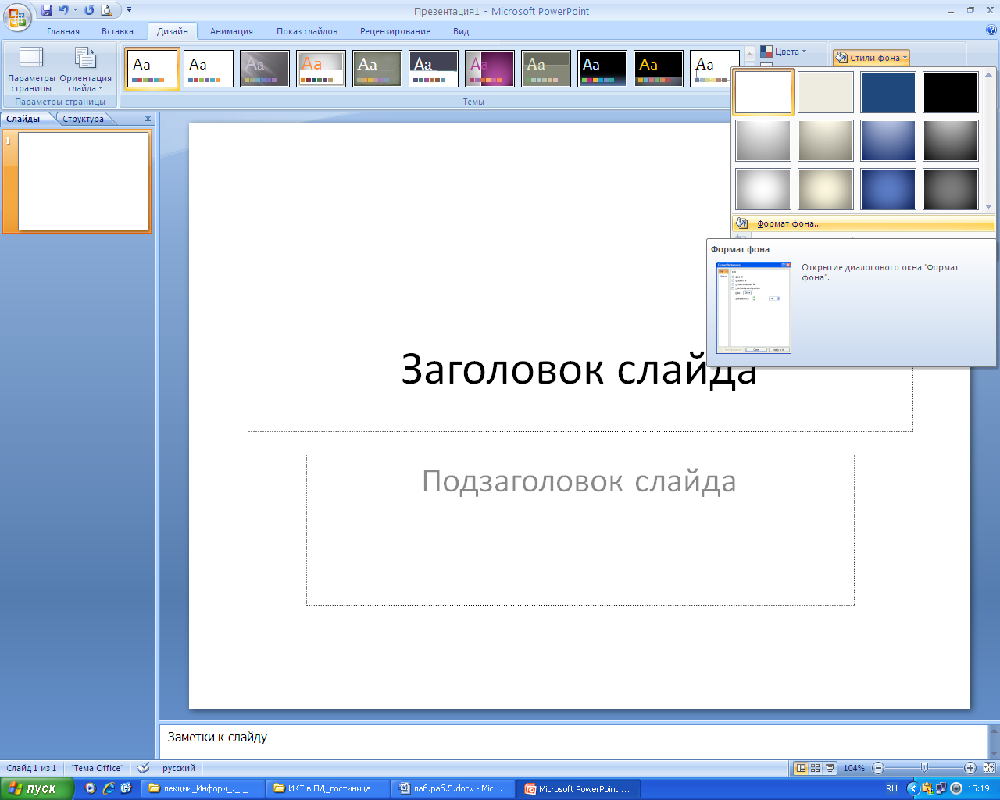 Презентация1 - Microsoft PowerPoint
Главная Вставка Дизайн Анимация Показ слайдов Рецензирование Вид
Aa Aa Aa Aa Aa Aa Aa Aa Aa Aa Aa
Цвета
Стили фона
Параметры страницы
Ориентация слайда
Параметры страницы
Темы
Слайды Структура x
1
Формат фона...
Формат фона
Открытие диалогового окна "Формат
фона".
Заголовок слайда
Подзаголовок слайда
Заметки к слайду
Слайд 1 из 1 "Тема Office" русский 104%
пуск лекции_Информ_._._ ИКТ в ПД_гостиница лаб.раб.5.docx - Mic... Microsoft PowerPoint ... RU 15:19